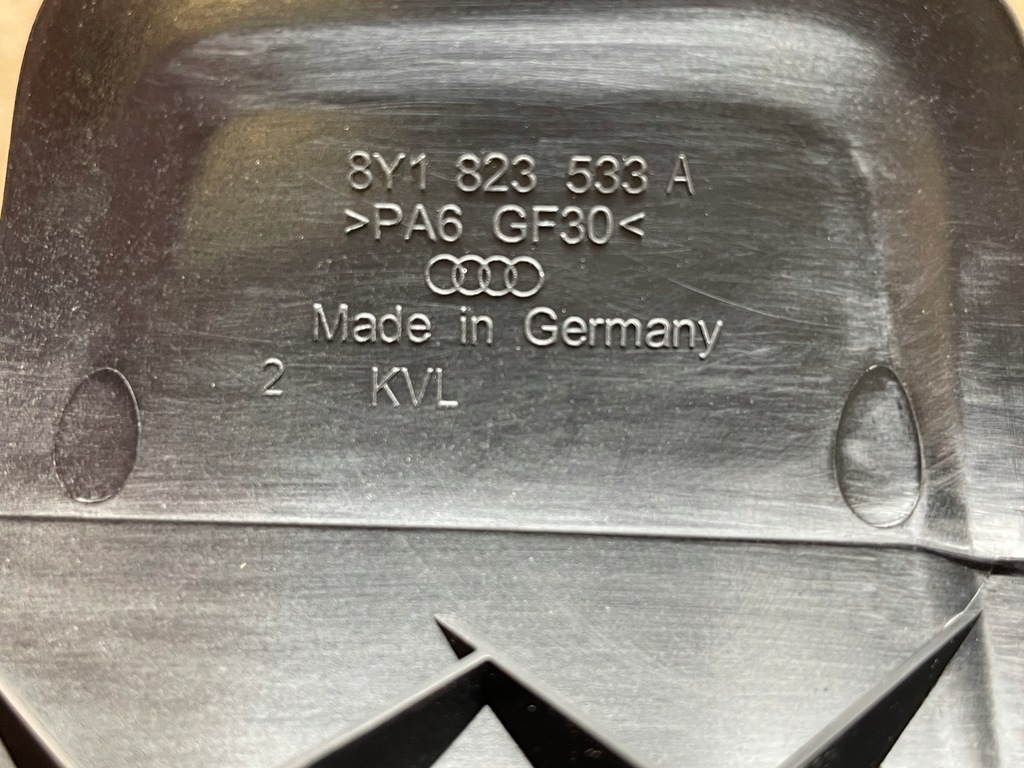 8Y1 823 533 A
>PA6 GF30<
Made in Germany
2 KVL